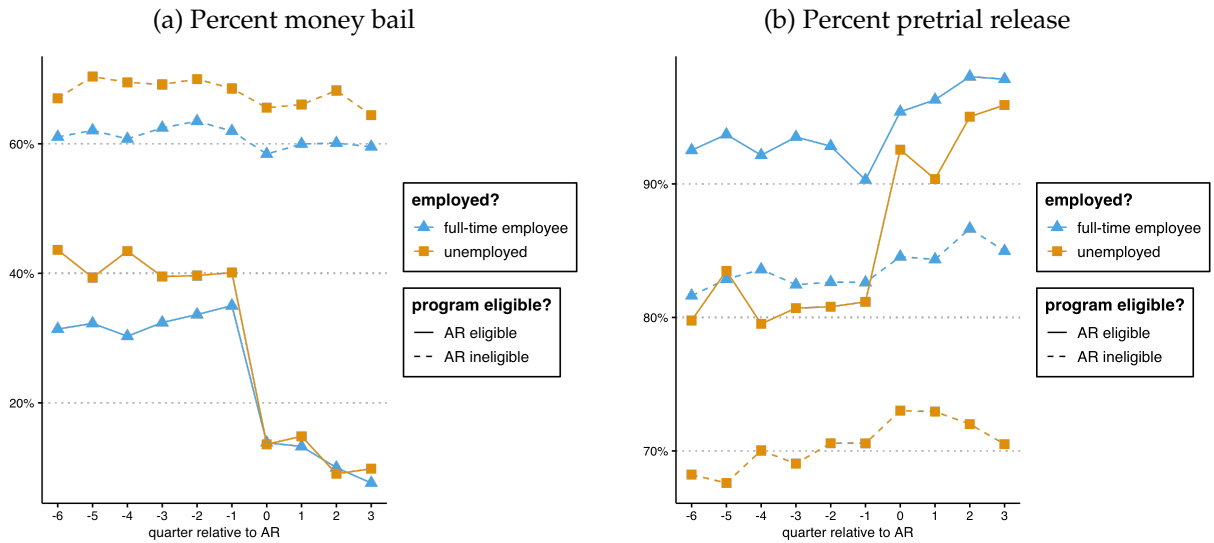 (a) Percent money bail
60%
40%
20%
-6 -5 -4 -3 -2 -1 0 1 2 3
quarter relative to AR
employed?
full-time employee
unemployed
program eligible?
AR eligible
AR ineligible
(b) Percent pretrial release
90%
80%
70%
-6 -5 -4 -3 -2 -1 0 1 2 3
quarter relative to AR
employed?
full-time employee
unemployed
program eligible?
AR eligible
AR ineligible